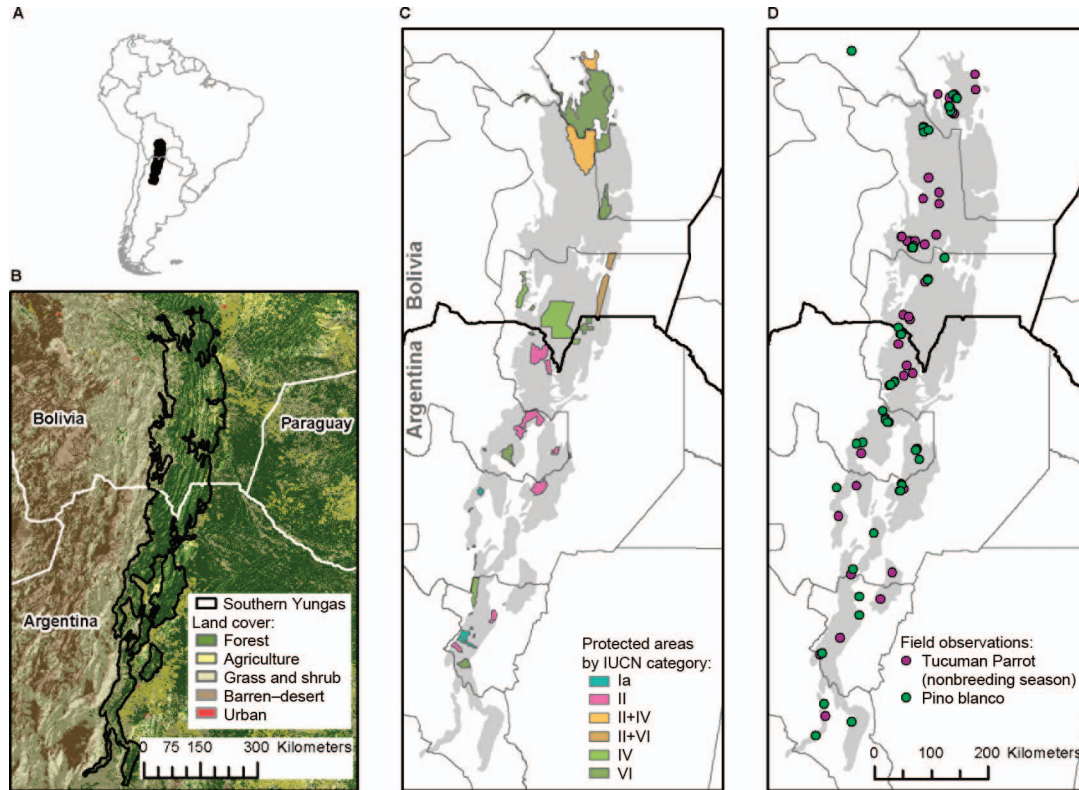 A
B
Bolivia
Paraguay
Argentina
Southern Yungas
Land cover:
Forest
Agriculture
Grass and shrub
Barren–desert
Urban
0 75 150 300 Kilometers
C
Bolivia
Argentina
Protected areas
by IUCN category:
Ia
II
II+IV
II+VI
IV
VI
D
Field observations:
Tucuman Parrot
(nonbreeding season)
Pino blanco
0 100 200 Kilometers